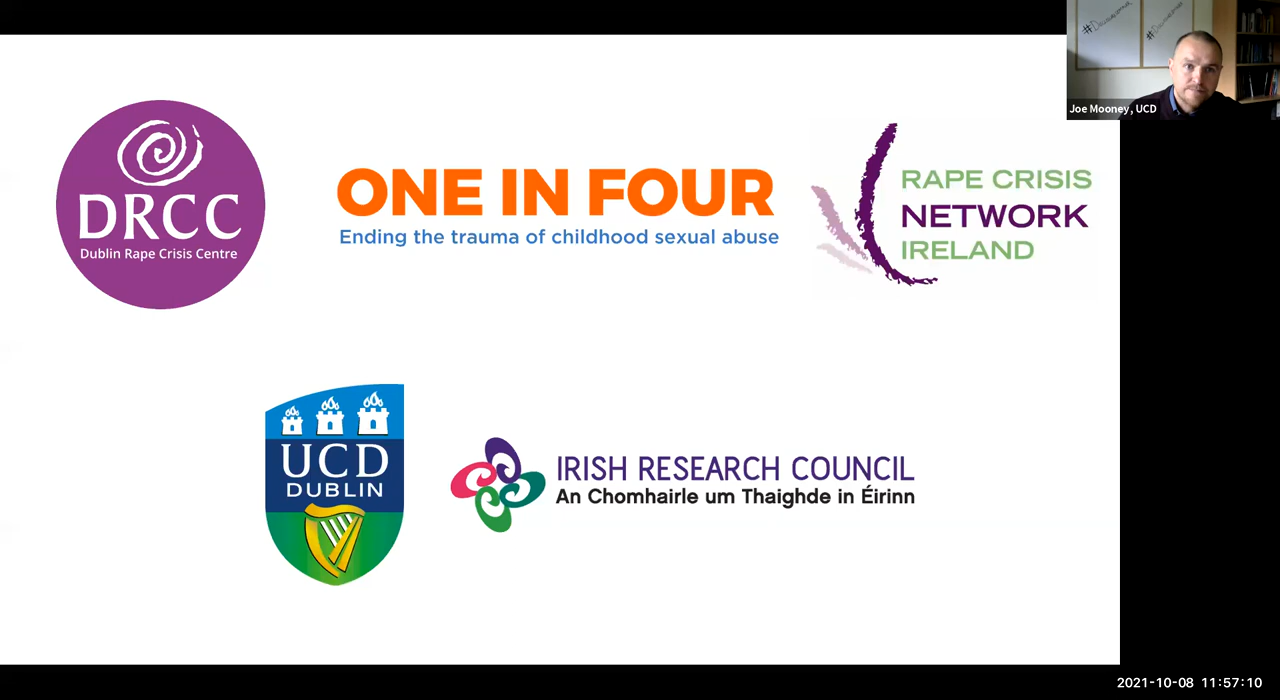 #Décisionsma
DRCC
Dublin Rape Crisis Centre
ONE IN FOUR
Ending the trauma of childhood sexual abuse
RAPE CRISIS
NETWORK
IRELAND
Joe Mooney, UCD
UCD
DUBLIN
IRISH RESEARCH COUNCIL
An Chomhairle um Thaighde in Éirinn
2021-10-08 11:57:10